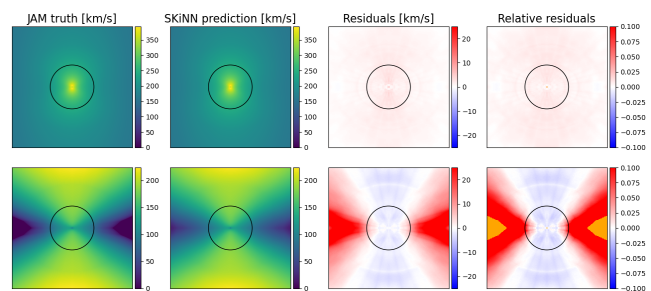 JAM truth [km/s] SKiNN prediction [km/s] Residuals [km/s] Relative residuals
350 350 20 0.100
300 300 10 0.075
250 250 0 0.050
200 200 −10 0.025
150 150 −20 0.000
100 100 −0.025
50 50 −0.050
0 0 −0.075
−0.100
200 200 20 0.100
150 150 10 0.075
100 100 0 0.050
50 50 −10 0.025
0 0 −20 0.000
−0.025
−0.050
−0.075
−0.100